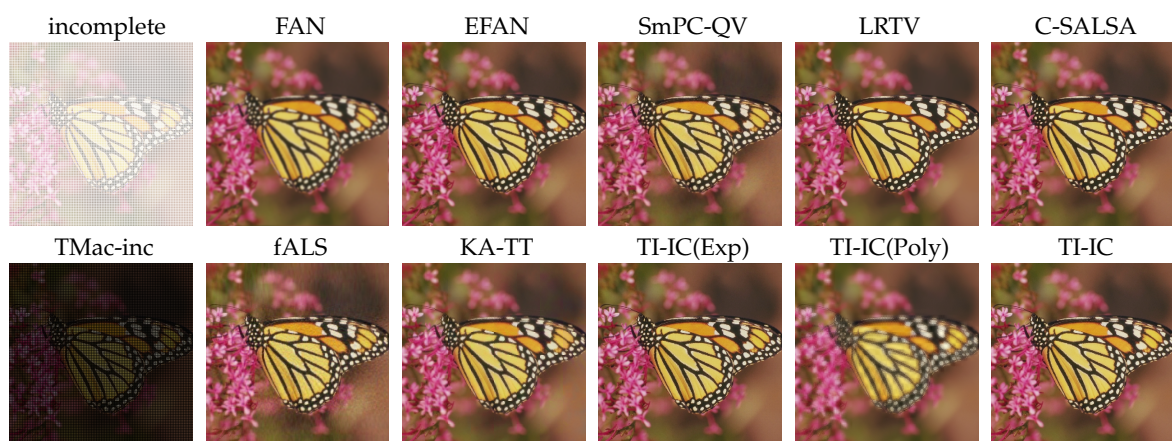 incomplete FAN EFAN SmPC-QV LRTV C-SALSA
TMac-inc fALS KA-TT TI-IC(Exp) TI-IC(Poly) TI-IC